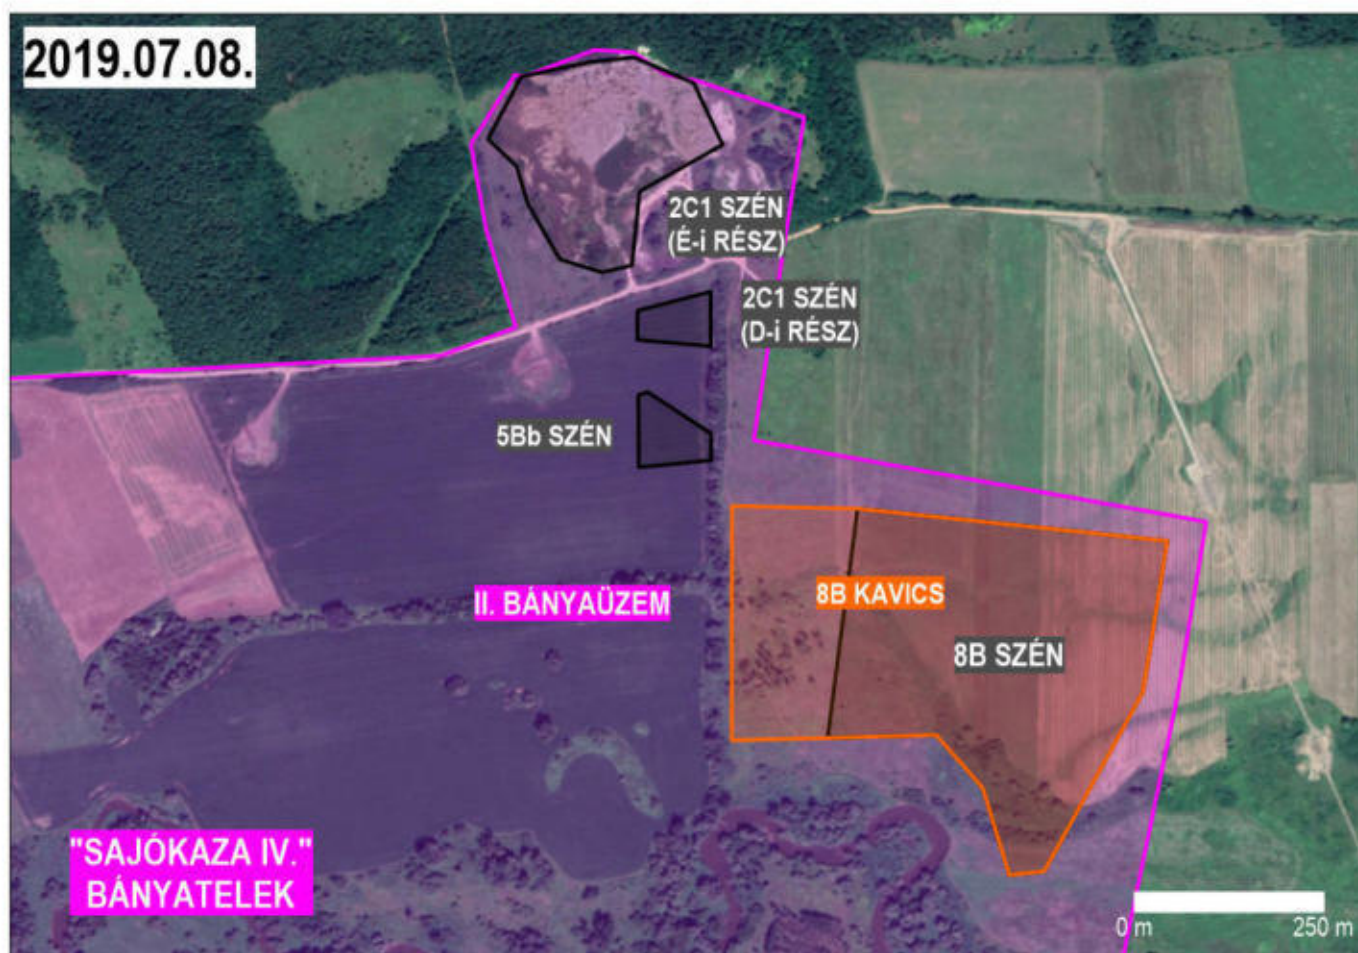 2019.07.08.
2C1 SZÉN
(É-i RÉSZ)
2C1 SZÉN
(D-i RÉSZ)
5Bb SZÉN
II. BÁNYAÜZEM
8B KAVICS
8B SZÉN
"SAJÓKAZA IV."
BÁNYATELEK
0 m 250 m